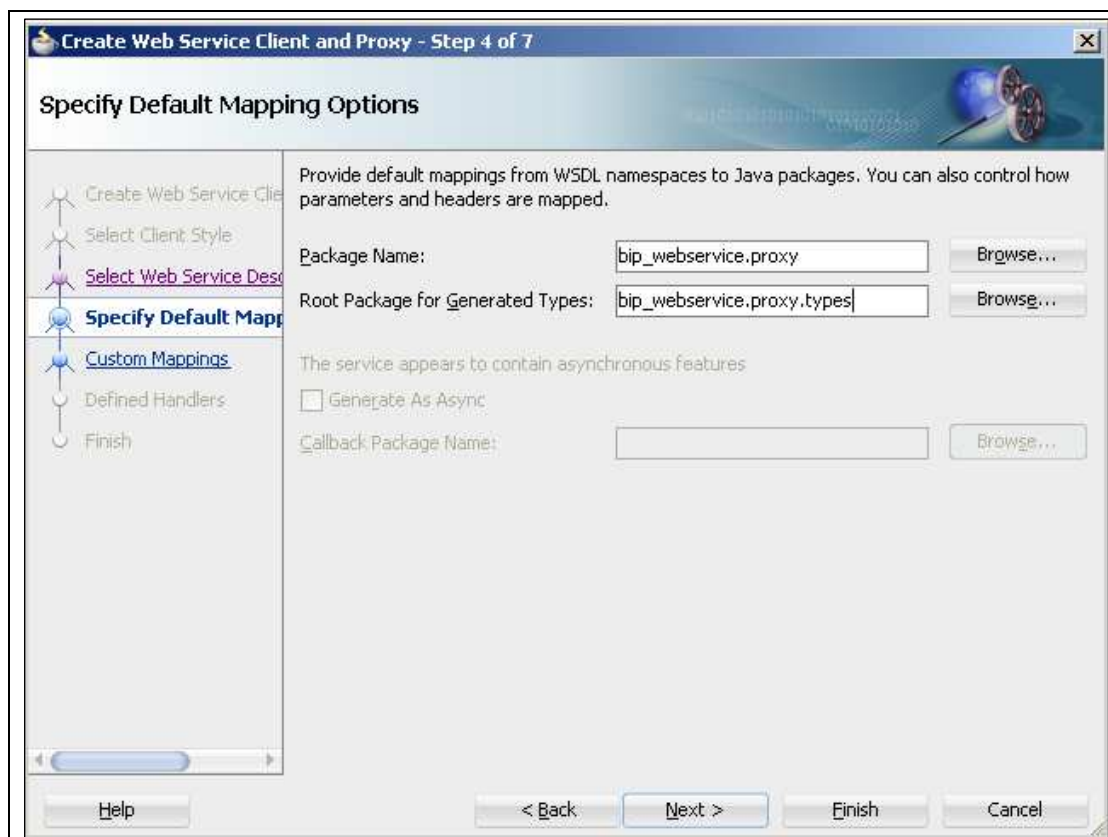 Create Web Service Client and Proxy - Step 4 of 7
Specify Default Mapping Options
Create Web Service Clie
Select Client Style
Select Web Service Desc
Specify Default Mapp
Custom Mappings
Defined Handlers
Finish
Provide default mappings from WSDL namespaces to Java packages. You can also control how
parameters and headers are mapped.
Package Name: bip_webservice.proxy Browse...
Root Package for Generated Types: bip_webservice.proxy.types Browse...
The service appears to contain asynchronous features
Generate As Async
Callback Package Name: Browse...
Help < Back Next > Finish Cancel